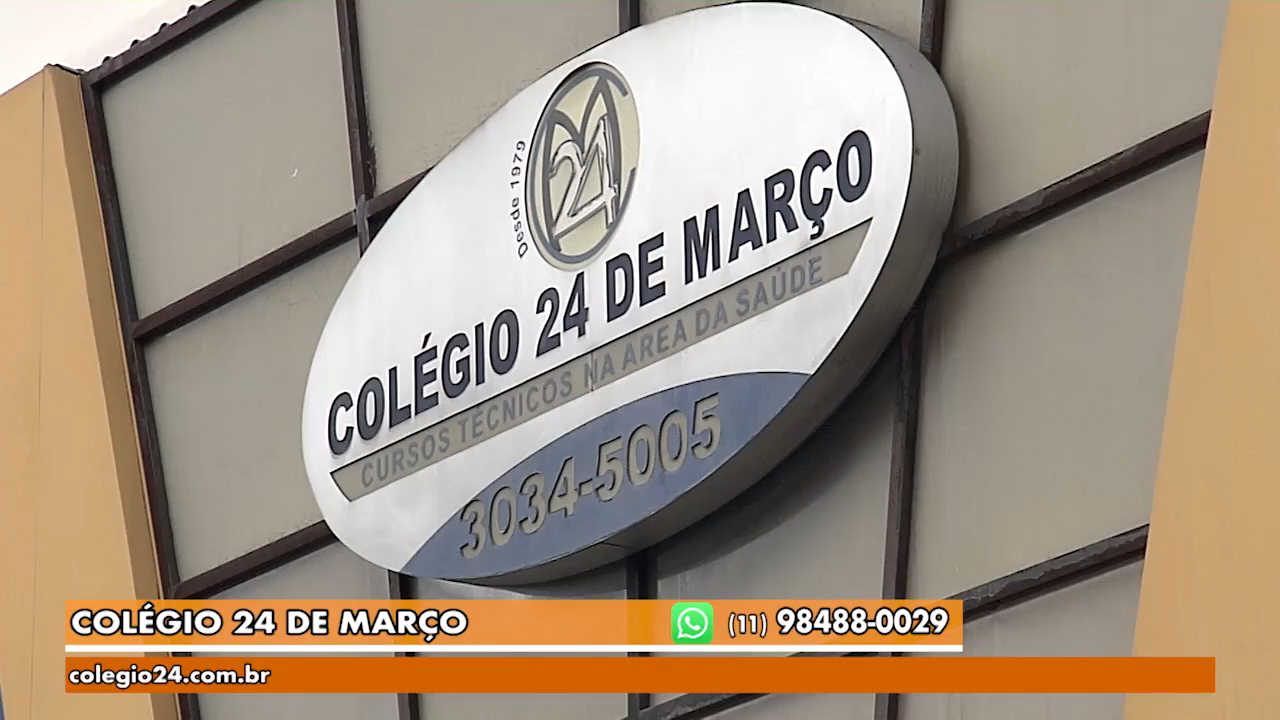 Desde 1979
24
COLÉGIO 24 DE MARÇO
CURSOS TÉCNICOS NA AREA DA SAÚDE
3034-5005
COLÉGIO 24 DE MARÇO (11) 98488-0029
colegio24.com.br